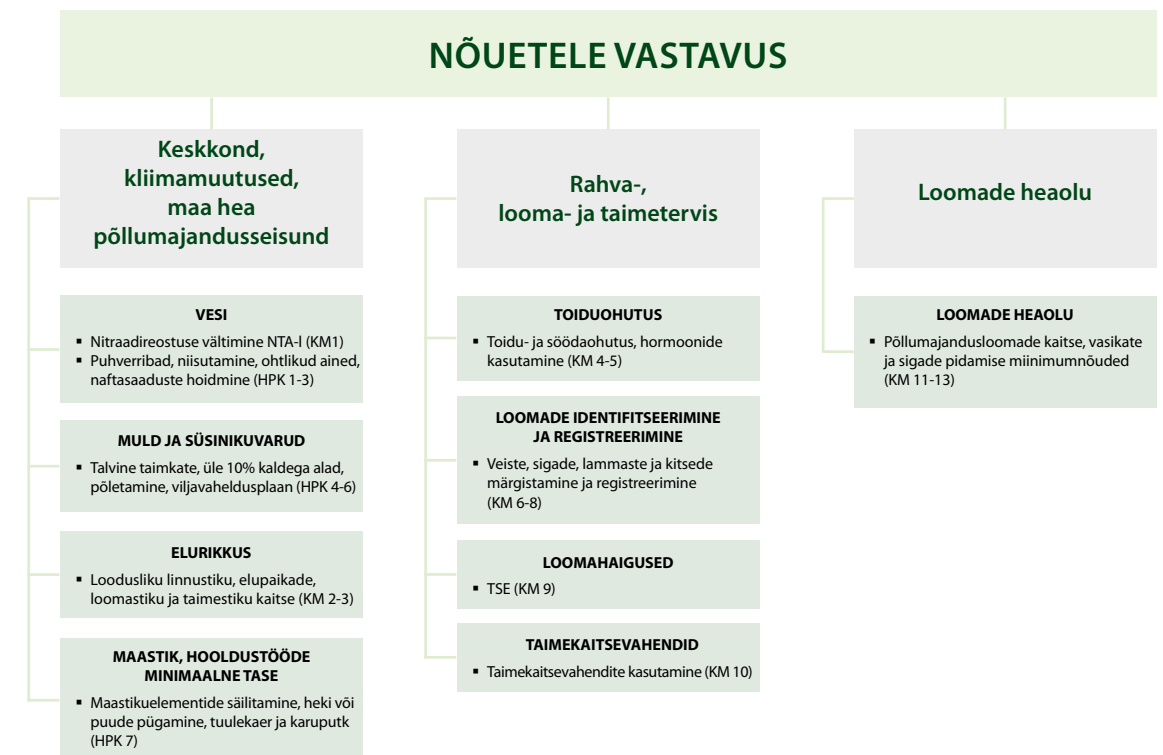 NÕUETELE VASTAVUS
Keskkond,
kliimamuutused,
maa hea
põllumajandusseisund
VESI
▪ Nitraadireostuse vältimine NTA-l (KM1)
▪ Puhverribad, niisutamine, ohtlikud ained,
naftasaaduste hoidmine (HPK 1-3)
MULD JA SÜSINIKUVARUD
▪ Talvine taimkate, üle 10% kaldega alad,
põletamine, viljavaheldusplaan (HPK 4-6)
ELURIKKUS
▪ Loodusliku linnustiku, elupaikade,
loomastiku ja taimestiku kaitse (KM 2-3)
MAASTIK, HOOLDUSTÖÖDE
MINIMAALNE TASE
▪ Maastikuelementide säilitamine, heki või
puude pügamine, tuulekaer ja karuputk
(HPK 7)
Rahva-,
looma- ja taimetervis
TOIDUOHUTUS
▪ Toidu- ja söödaohutus, hormoonide
kasutamine (KM 4-5)
LOOMADE IDENTIFITSEERIMINE
JA REGISTREERIMINE
▪ Veiste, sigade, lammaste ja kitsede
märgistamine ja registreerimine
(KM 6-8)
LOOMAHAIGUSED
▪ TSE (KM 9)
TAIMEKAITSEVAHENDID
▪ Taimekaitsevahendite kasutamine (KM 10)
Loomade heaolu
LOOMADE HEAOLU
▪ Põllumajandusloomade kaitse, vasikate
ja sigade pidamise miinimumnõuded
(KM 11-13)